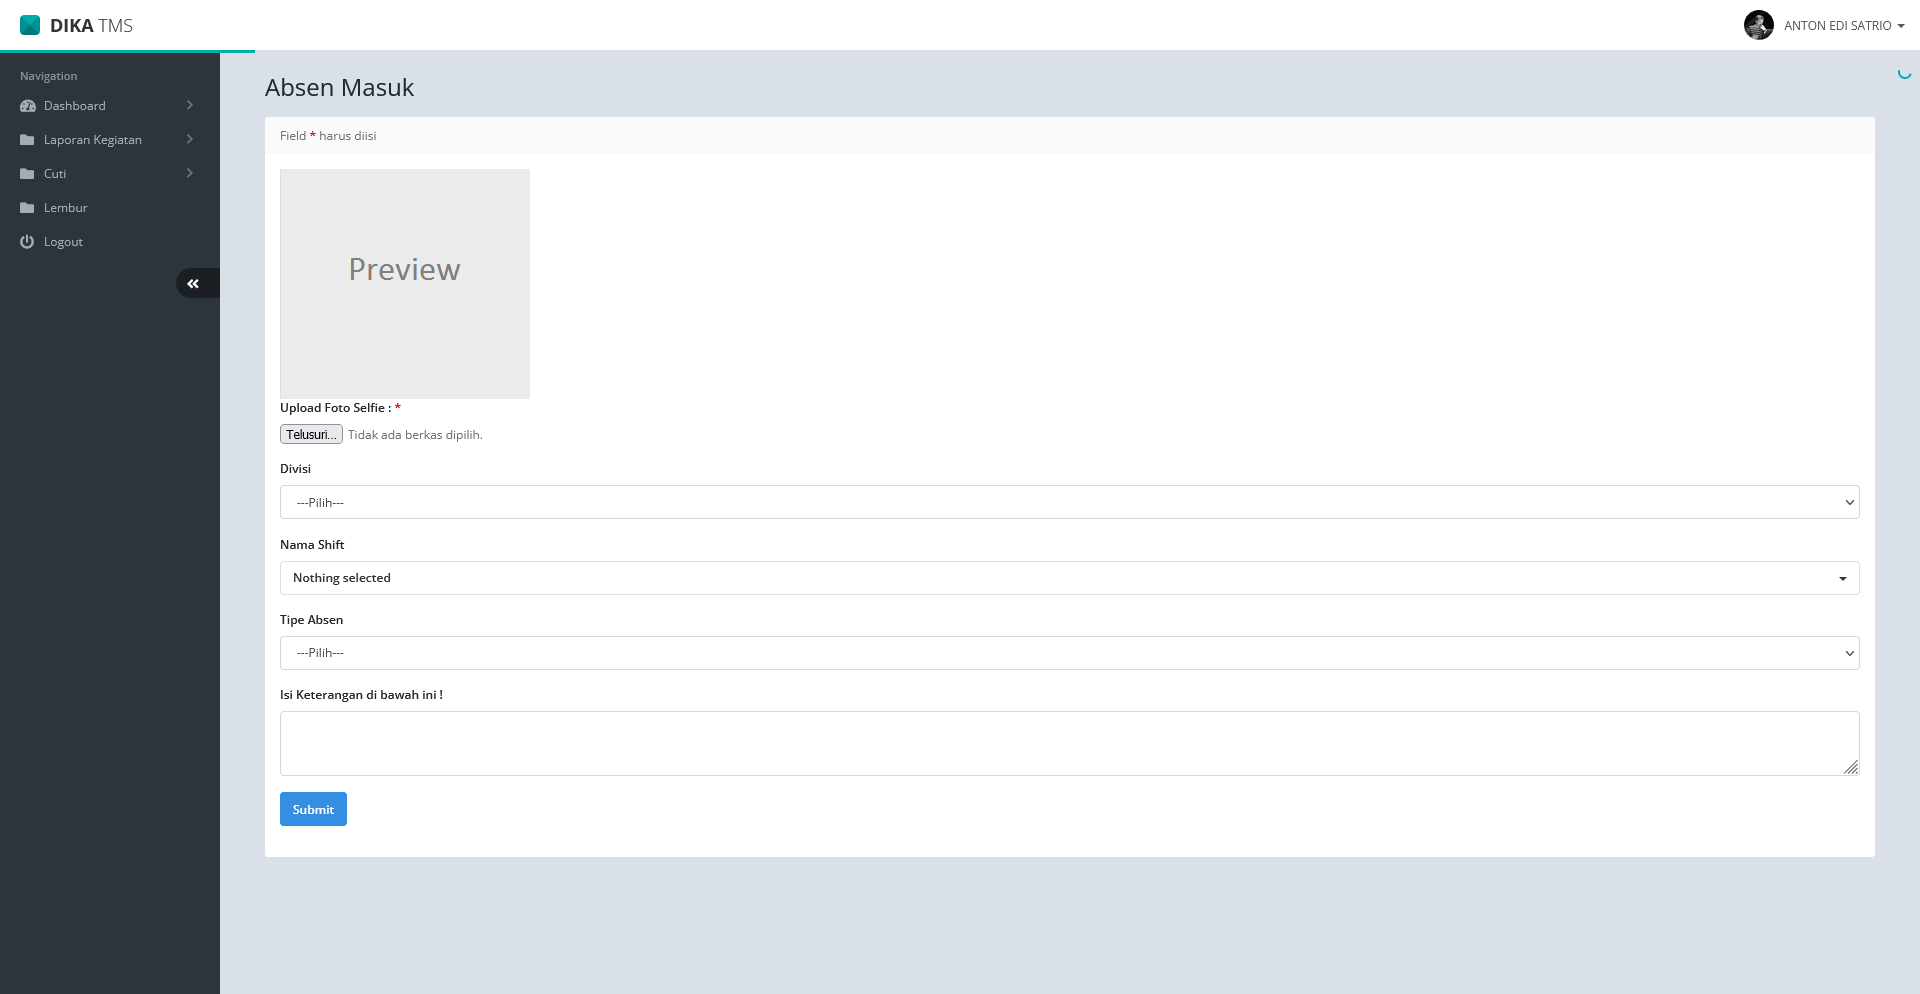 DIKA TMS
ANTON EDI SATRIO
Navigation
Dashboard
Laporan Kegiatan
Cuti
Lembur
Logout
Absen Masuk
Field * harus diisi
Preview
Upload Foto Selfie : *
Telusuri... Tidak ada berkas dipilih.
Divisi
---Pilih---
Nama Shift
Nothing selected
Tipe Absen
---Pilih---
Isi Keterangan di bawah ini !
Submit